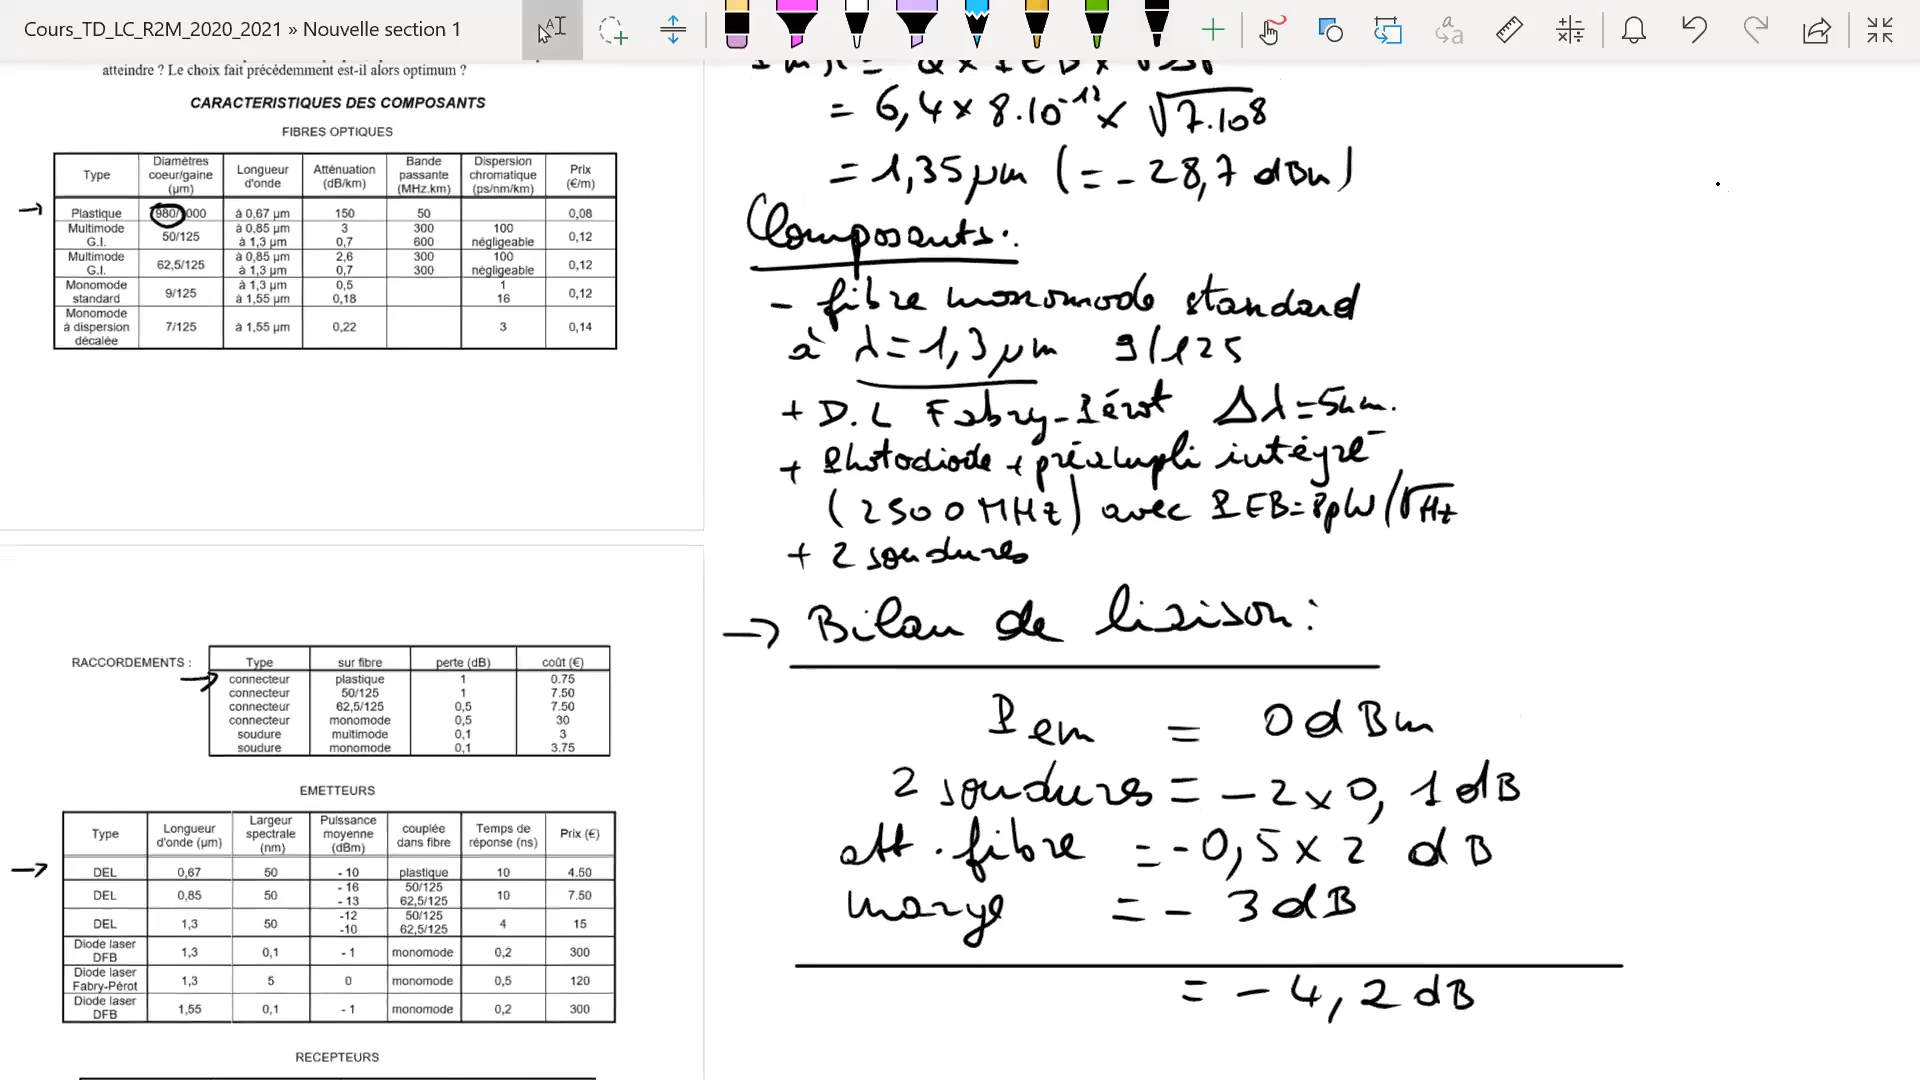 Cours_TD_LC_R2M_2020_2021 » Nouvelle section 1
atteindre ? Le choix fait précédemment est-il alors optimum ?
CARACTERISTIQUES DES COMPOSANTS
FIBRES OPTIQUES
Type Diamètres coeur/gaine (µm) Longueur d'onde Atténuation (dB/km) Bande passante (MHz.km) Dispersion chromatique (ps/nm/km) Prix (€/m)
→ Plastique 980/1000 à 0,67 µm 150 50 0,08
Multimode G.I. 50/125 à 0,85 µm 3 300 100 0,12
à 1,3 µm 0,7 600 négligeable
Multimode G.I. 62,5/125 à 0,85 µm 2,6 300 100 0,12
à 1,3 µm 0,7 300 négligeable
Monomode standard 9/125 à 1,3 µm 0,5 1 0,12
à 1,55 µm 0,18 16
Monomode à dispersion décalée 7/125 à 1,55 µm 0,22 3 0,14
RACCORDEMENTS :
Type sur fibre perte (dB) coût (€)
→ connecteur plastique 1 0.75
connecteur 50/125 1 7.50
connecteur 62,5/125 0,5 7.50
connecteur monomode 0,5 30
soudure multimode 0,1 3
soudure monomode 0,1 3.75
EMETTEURS
Type Longueur d'onde (µm) Largeur spectrale (nm) Puissance moyenne (dBm) couplée dans fibre Temps de réponse (ns) Prix (€)
→ DEL 0,67 50 - 10 plastique 10 4.50
DEL 0,85 50 - 16 50/125 10 7.50
- 13 62,5/125
DEL 1,3 50 -12 50/125 4 15
-10 62,5/125
Diode laser DFB 1,3 0,1 - 1 monomode 0,2 300
Diode laser Fabry-Pérot 1,3 5 0 monomode 0,5 120
Diode laser DFB 1,55 0,1 - 1 monomode 0,2 300
RECEPTEURS
= 6,4 × 8.10⁻¹² × √7.10⁸
= 1,35 µm (= - 28,7 dBm)
Composants:
- fibre monomode standard
à λ = 1,3 µm 9/125
+ D.L Fabry-Pérot Δλ = 5nm.
+ Photodiode + préampli intégré
(2500 MHz) avec PEB = 8pW/√Hz
+ 2 soudures
→ Bilan de liaison :
Pem = 0 dBm
2 soudures = - 2 × 0,1 dB
att. fibre = - 0,5 × 2 dB
marge = - 3 dB
= - 4,2 dB